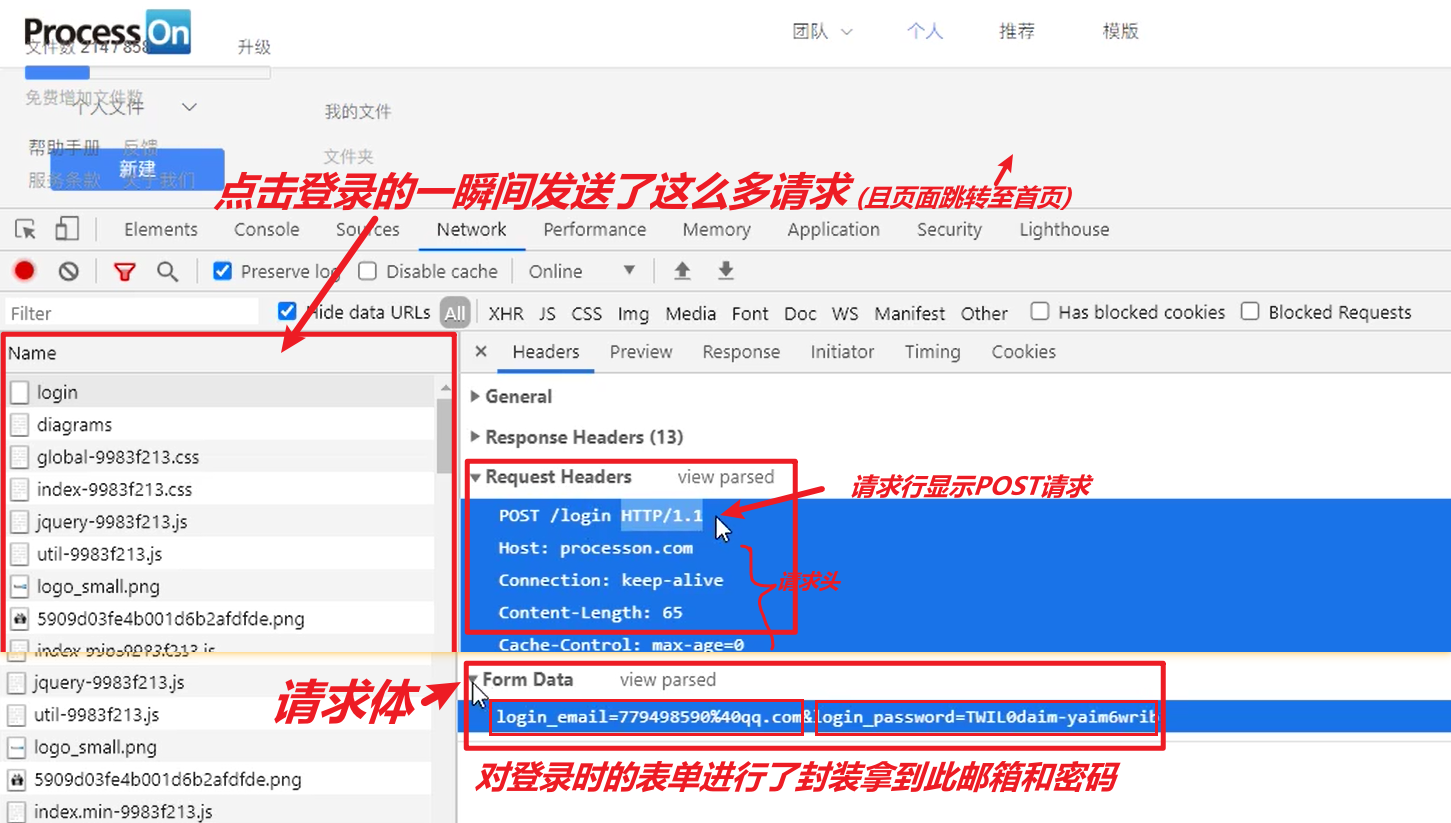 ProcessOn
团队 个人 推荐 模版
文件数 214 / 858 升级
免费增加文件数
个人文件 我的文件
帮助手册 反馈 文件夹
新建
服务条款 关于我们
点击登录的一瞬间发送了这么多请求 (且页面跳转至首页)
Elements Console Sources Network Performance Memory Application Security Lighthouse
Preserve log Disable cache Online
Filter Hide data URLs All XHR JS CSS Img Media Font Doc WS Manifest Other Has blocked cookies Blocked Requests
Name
× Headers Preview Response Initiator Timing Cookies
login
diagrams
global-9983f213.css
index-9983f213.css
jquery-9983f213.js
util-9983f213.js
logo_small.png
5909d03fe4b001d6b2afdfde.png
index.min-9983f213.js
General
Response Headers (13)
Request Headers view parsed
请求行显示POST请求
POST /login HTTP/1.1
Host: processon.com
Connection: keep-alive
请求头
Content-Length: 65
Cache-Control: max-age=0
jquery-9983f213.js
util-9983f213.js
logo_small.png
5909d03fe4b001d6b2afdfde.png
index.min-9983f213.js
请求体
Form Data view parsed
login_email=779498590%40qq.com&login_password=TWIL0daim-yaim6wrib
对登录时的表单进行了封装拿到此邮箱和密码